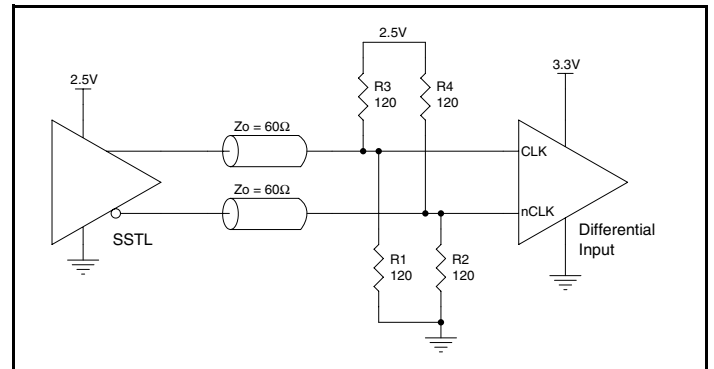 2.5V
2.5V
3.3V
R3
120
R4
120
Zo = 60Ω
CLK
Zo = 60Ω
nCLK
SSTL
Differential
Input
R1
120
R2
120